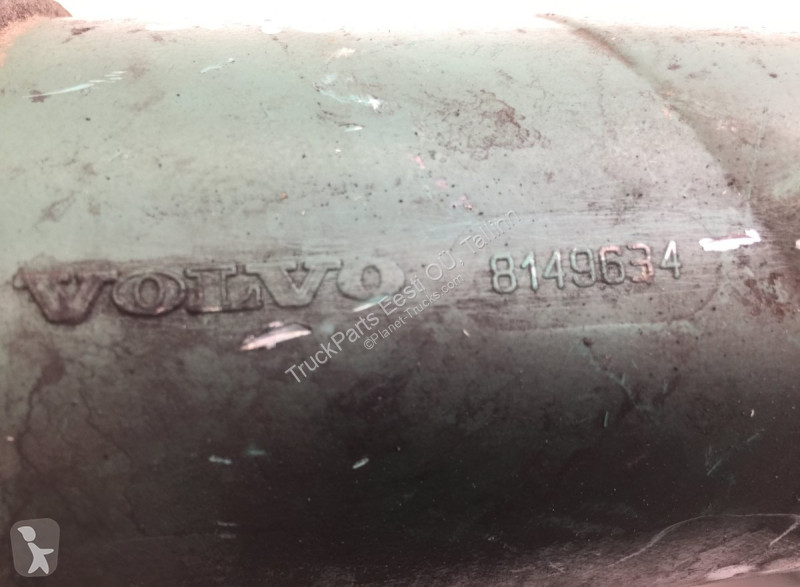 VOLVO 8149634
TruckParts Eesti OÜ, Tallinn
©Planet-Trucks.com